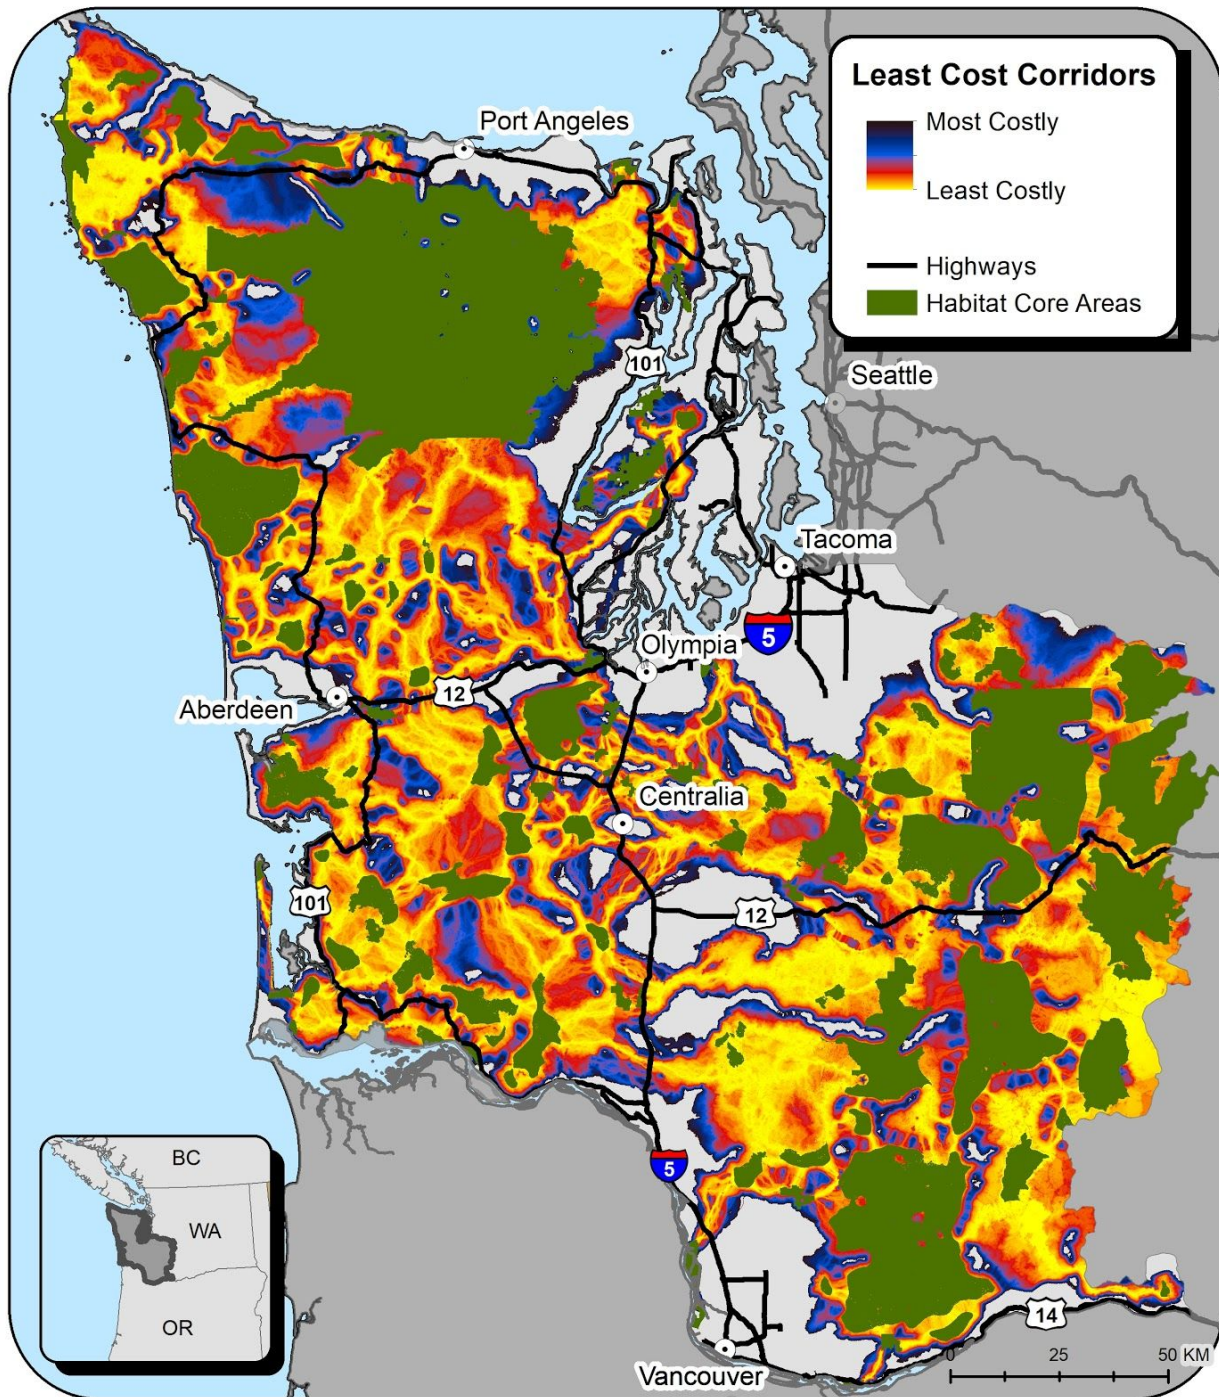 Least Cost Corridors
Most Costly
Least Costly
Highways
Habitat Core Areas
Port Angeles
101
Seattle
Tacoma
5
Olympia
Aberdeen
12
Centralia
101
12
5
BC
WA
OR
14
0 25 50 KM
Vancouver